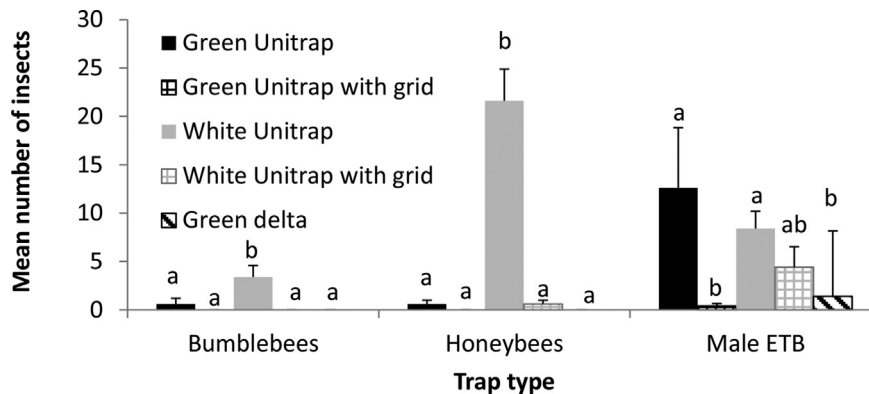 Mean number of insects
30
25
20
15
10
5
0
Green Unitrap
Green Unitrap with grid
White Unitrap
White Unitrap with grid
Green delta
a
a
b
a
a
a
a
b
a
a
a
b
a
ab
b
Bumblebees
Honeybees
Male ETB
Trap type